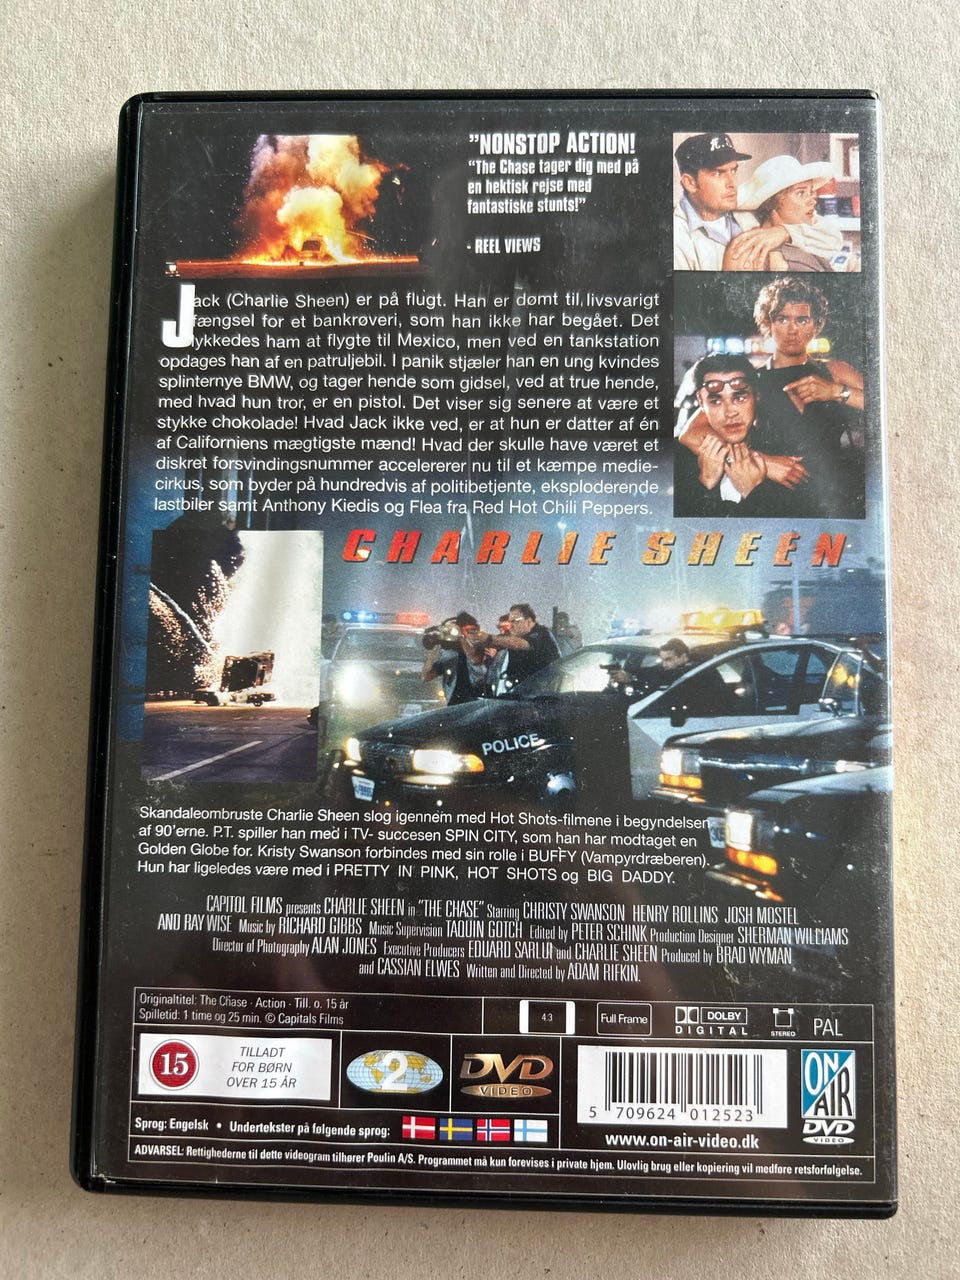 "NONSTOP ACTION!
"The Chase tager dig med på
en hektisk rejse med
fantastiske stunts!"
- REEL VIEWS
Jack (Charlie Sheen) er på flugt. Han er dømt til livsvarigt
fængsel for et bankrøveri, som han ikke har begået. Det
lykkedes ham at flygte til Mexico, men ved en tankstation
opdages han af en patruljebil. I panik stjæler han en ung kvindes
splinternye BMW, og tager hende som gidsel, ved at true hende,
med hvad hun tror, er en pistol. Det viser sig senere at være et
stykke chokolade! Hvad Jack ikke ved, er at hun er datter af én
af Californiens mægtigste mænd! Hvad der skulle have været et
diskret forsvindingsnummer accelererer nu til et kæmpe medie-
cirkus, som byder på hundredvis af politibetjente, eksploderende
lastbiler samt Anthony Kiedis og Flea fra Red Hot Chili Peppers.
CHARLIE SHEEN
POLICE
Skandaleombruste Charlie Sheen slog igennem med Hot Shots-filmene i begyndelsen
af 90'erne. P.T. spiller han med i TV- succesen SPIN CITY, som han har modtaget en
Golden Globe for. Kristy Swanson forbindes med sin rolle i BUFFY (Vampyrdræberen).
Hun har ligeledes være med i PRETTY IN PINK, HOT SHOTS og BIG DADDY.
CAPITOL FILMS presents CHARLIE SHEEN in "THE CHASE" Starring CHRISTY SWANSON HENRY ROLLINS JOSH MOSTEL
AND RAY WISE Music by RICHARD GIBBS Music Supervision TAQUIN GOTCH Edited by PETER SCHINK Production Designer SHERMAN WILLIAMS
Director of Photography ALAN JONES Executive Producers EDUARD SARLUP and CHARLIE SHEEN Produced by BRAD WYMAN
and CASSIAN ELWES Written and Directed by ADAM RIFKIN.
Originaltitel: The Chase · Action · Till. o. 15 år
Spilletid: 1 time og 25 min. © Capitals Films
4:3
Full Frame
DOLBY
DIGITAL
STEREO
PAL
15
TILLADT
FOR BØRN
OVER 15 ÅR
2
DVD
VIDEO
5 709624 012523
www.on-air-video.dk
ON
AIR
DVD
VIDEO
Sprog: Engelsk • Undertekster på følgende sprog:
ADVARSEL: Rettighederne til dette videogram tilhører Poulin A/S. Programmet må kun forevises i private hjem. Ulovlig brug eller kopiering vil medføre retsforfølgelse.